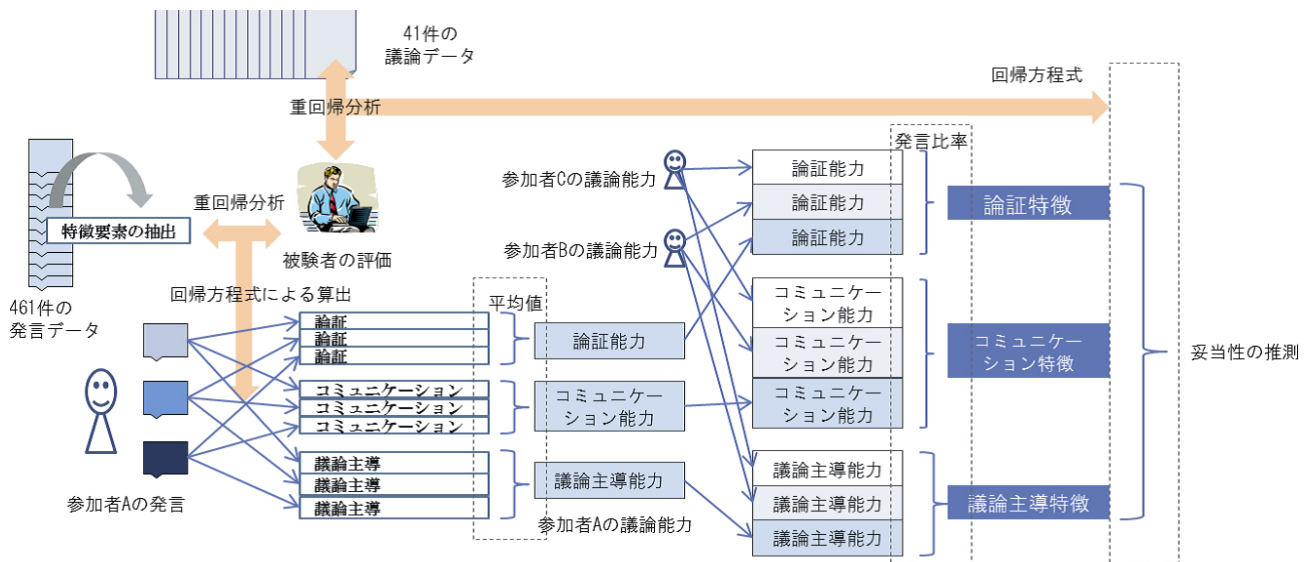 41件の
議論データ
回帰方程式
重回帰分析
発言比率
参加者Cの議論能力
論証能力
論証能力
論証能力
論証特徴
重回帰分析
特徴要素の抽出
参加者Bの議論能力
被験者の評価
461件の
発言データ
回帰方程式による算出
平均値
論証
論証
論証
論証能力
コミュニケー
ション能力
コミュニケー
ション能力
コミュニケー
ション能力
コミュニケー
ション特徴
妥当性の推測
コミュニケーション
コミュニケーション
コミュニケーション
コミュニケー
ション能力
議論主導
議論主導
議論主導
議論主導能力
議論主導能力
議論主導能力
議論主導能力
議論主導特徴
参加者Aの発言
参加者Aの議論能力